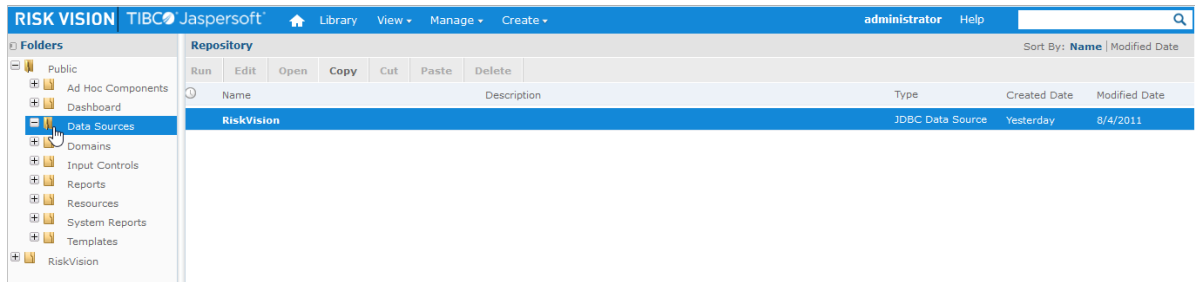 RISK VISION TIBCO Jaspersoft Library View Manage Create administrator Help
Folders
Public
Ad Hoc Components
Dashboard
Data Sources
Domains
Input Controls
Reports
Resources
System Reports
Templates
RiskVision
Repository Sort By: Name | Modified Date
Run Edit Open Copy Cut Paste Delete
Name Description Type Created Date Modified Date
RiskVision JDBC Data Source Yesterday 8/4/2011